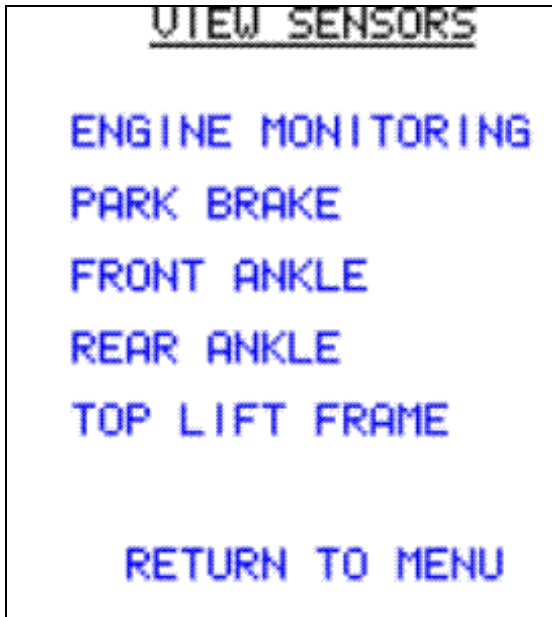 VIEW SENSORS
ENGINE MONITORING
PARK BRAKE
FRONT ANKLE
REAR ANKLE
TOP LIFT FRAME
RETURN TO MENU